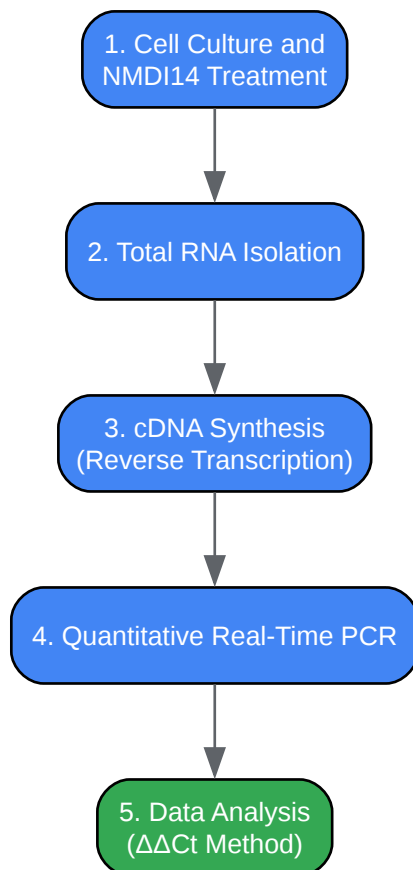 1. Cell Culture and
NMDI14 Treatment
2. Total RNA Isolation
3. cDNA Synthesis
(Reverse Transcription)
4. Quantitative Real-Time PCR
5. Data Analysis
(ΔΔCt Method)